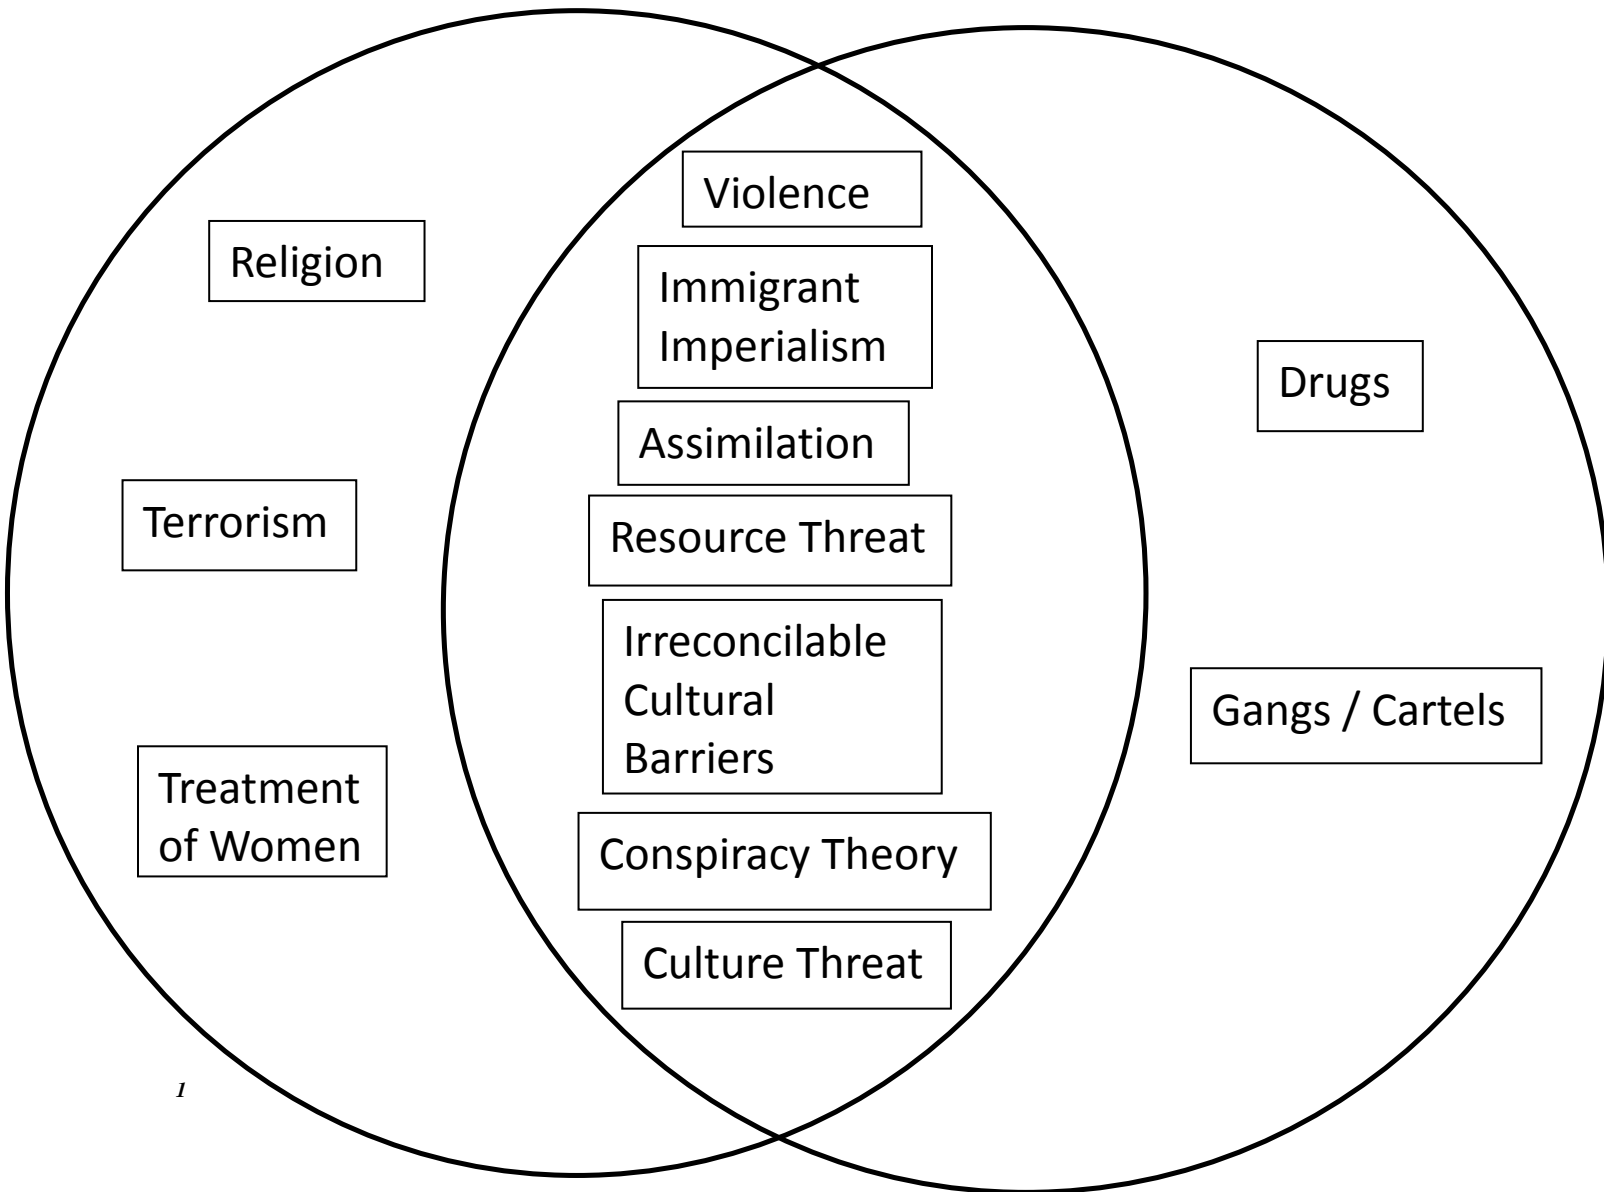 Violence
Religion
Immigrant
Imperialism
Drugs
Assimilation
Terrorism
Resource Threat
Irreconcilable
Cultural
Barriers
Gangs / Cartels
Treatment
of Women
Conspiracy Theory
Culture Threat
1